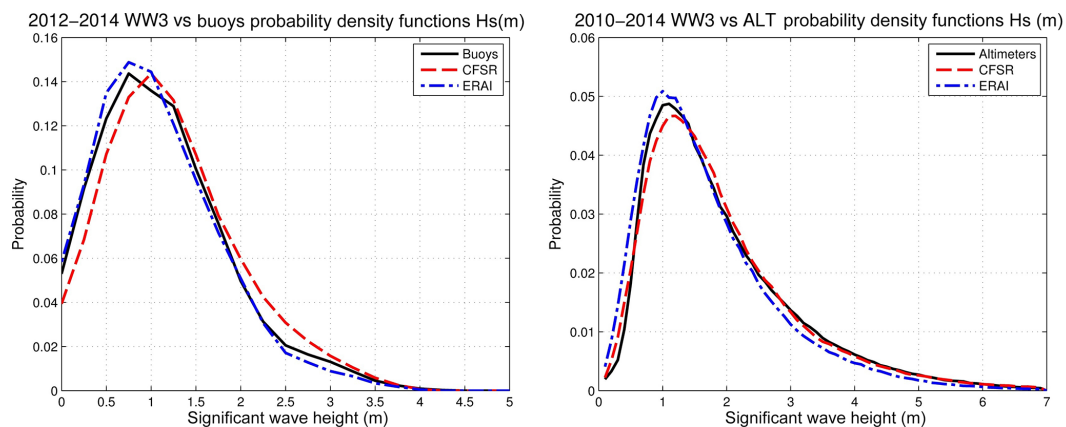 2012−2014 WW3 vs buoys probability density functions Hs(m)
0.16
0.14
0.12
0.1
0.08
0.06
0.04
0.02
0
Probability
Buoys
CFSR
ERAI
0 0.5 1 1.5 2 2.5 3 3.5 4 4.5 5
Significant wave height (m)
2010−2014 WW3 vs ALT probability density functions Hs (m)
0.06
0.05
0.04
0.03
0.02
0.01
0
Probability
Altimeters
CFSR
ERAI
0 1 2 3 4 5 6 7
Significant wave height (m)